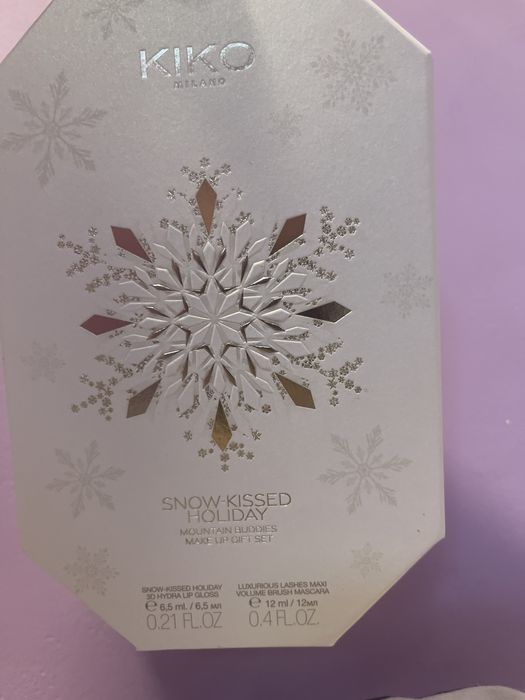 KIKO
MILANO
SNOW-KISSED
HOLIDAY
MOUNTAIN BUDDIES
MAKE UP GIFT SET
SNOW-KISSED HOLIDAY
3D HYDRA LIP GLOSS
℮ 6,5 ml. / 6,5 мл
0.21 FL.OZ
LUXURIOUS LASHES MAXI
VOLUME BRUSH MASCARA
℮ 12 ml / 12мл
0.4 FL.OZ.